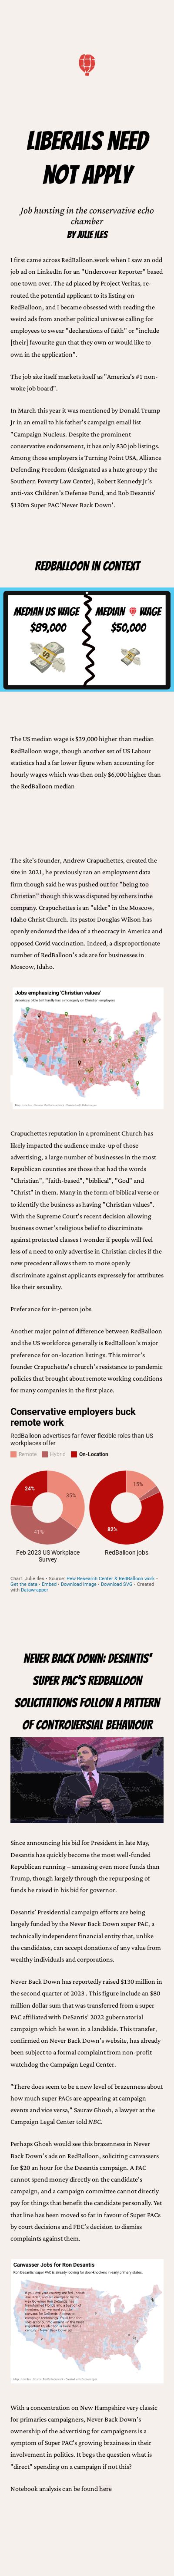 LIBERALS NEED
NOT APPLY
Job hunting in the conservative echo
chamber
BY JULIE ILES
I first came across RedBalloon.work when I saw an odd
job ad on LinkedIn for an "Undercover Reporter" based
one town over. The ad placed by Project Veritas, re-
routed the potential applicant to its listing on
RedBalloon, and I became obsessed with reading the
weird ads from another political universe calling for
employees to swear "declarations of faith" or "include
[their] favourite gun that they own or would like to
own in the application".
The job site itself markets itself as "America's #1 non-
woke job board".
In March this year it was mentioned by Donald Trump
Jr in an email to his father's campaign email list
"Campaign Nucleus. Despite the prominent
conservative endorsement, it has only 830 job listings.
Among those employers is Turning Point USA, Alliance
Defending Freedom (designated as a hate group y the
Southern Poverty Law Center), Robert Kennedy Jr's
anti-vax Children's Defense Fund, and Rob Desantis'
$130m Super PAC 'Never Back Down'.
REDBALLOON IN CONTEXT
MEDIAN US WAGE
$89,000
MEDIAN WAGE
$50,000
The US median wage is $39,000 higher than median
RedBalloon wage, though another set of US Labour
statistics had a far lower figure when accounting for
hourly wages which was then only $6,000 higher than
the RedBalloon median
The site's founder, Andrew Crapuchettes, created the
site in 2021, he previously ran an employment data
firm though said he was pushed out for "being too
Christian" though this was disputed by others inthe
company. Crapuchettes is an "elder" in the Moscow,
Idaho Christ Church. Its pastor Douglas Wilson has
openly endorsed the idea of a theocracy in America and
opposed Covid vaccination. Indeed, a disproportionate
number of RedBalloon's ads are for businesses in
Moscow, Idaho.
Jobs emphasizing 'Christian values'
America's bible belt hardly has a monopoly on Christian employers
Crapuettes reputation in a prominent Church has
likely impacted the audience make-up of those
advertising, a large number of businesses in the most
Republican counties are those that had the words
"Christian", "faith-based", "biblical", "God" and
"Christ" in them. Many in the form of biblical verse or
to identify the business as having "Christian values".
With the Supreme Court's recent decision allowing
business owner's religious belief to discriminate
against protected classes I wonder if people will feel
less of a need to only advertise in Christian circles if the
new precedent allows them to more openly
discriminate against applicants expressely for attributes
like their sexuality.
Preferance for in-person jobs
Another major point of difference between RedBalloon
and the US workforce generally is RedBalloon's major
preference for on-location listings. This mirror's
founder Crapuchette's church's resistance to pandemic
policies that brought about remote working conditions
for many companies in the first place.
Conservative employers buck
remote work
RedBalloon advertises far fewer flexible roles than US
workplaces offer
Remote Hybrid On-Location
24%
35%
41%
15%
82%
Feb 2023 US Workplace
Survey
RedBalloon jobs
Chart: Julie Iles • Source: Pew Research Center & RedBalloon.work •
Get the data • Embed • Download image • Download SVG • Created
with Datawrapper
NEVER BACK DOWN: DESANTIS'
SUPER PAC'S REDBALLOON
SOLICITATIONS FOLLOW A PATTERN
OF CONTROVERSIAL BEHAVIOUR
Since announcing his bid for President in late May,
Desantis has quickly become the most well-funded
Republican running – amassing even more funds than
Trump, though largely through the repurposing of
funds he raised in his bid for governor.
Desantis' Presidential campaign efforts are being
largely funded by the Never Back Down super PAC, a
technically independent financial entity that, unlike
the candidates, can accept donations of any value from
wealthy individuals and corporations.
Never Back Down has reportedly raised $130 million in
the second quarter of 2023 . This figure include an $80
million dollar sum that was transferred from a super
PAC affiliated with DeSantis' 2022 gubernatorial
campaign which he won in a landslide. This transfer,
confirmed on Never Back Down's website, has already
been subject to a formal complaint from non-profit
watchdog the Campaign Legal Center.
"There does seem to be a new level of brazenness about
how much super PACs are appearing at campaign
events and vice versa," Saurav Ghosh, a lawyer at the
Campaign Legal Center told NBC.
Perhaps Ghosh would see this brazenness in Never
Back Down's ads on RedBalloon, soliciting canvassers
for $20 an hour for the Desantis campaign. A PAC
cannot spend money directly on the candidate's
campaign, and a campaign committee cannot directly
pay for things that benefit the candidate personally. Yet
that line has been moved so far in favour of Super PACs
by court decisions and FEC's decision to dismiss
complaints against them.
Canvasser Jobs for Ron Desantis
With a concentration on New Hampshire very classic
for primaries campaigners, Never Back Down's
ownership of the advertising for campaigners is a
symptom of Super PAC's growing braziness in their
involvement in politics. It begs the question what is
"direct" spending on a campaign if not this?
Notebook analysis can be found here